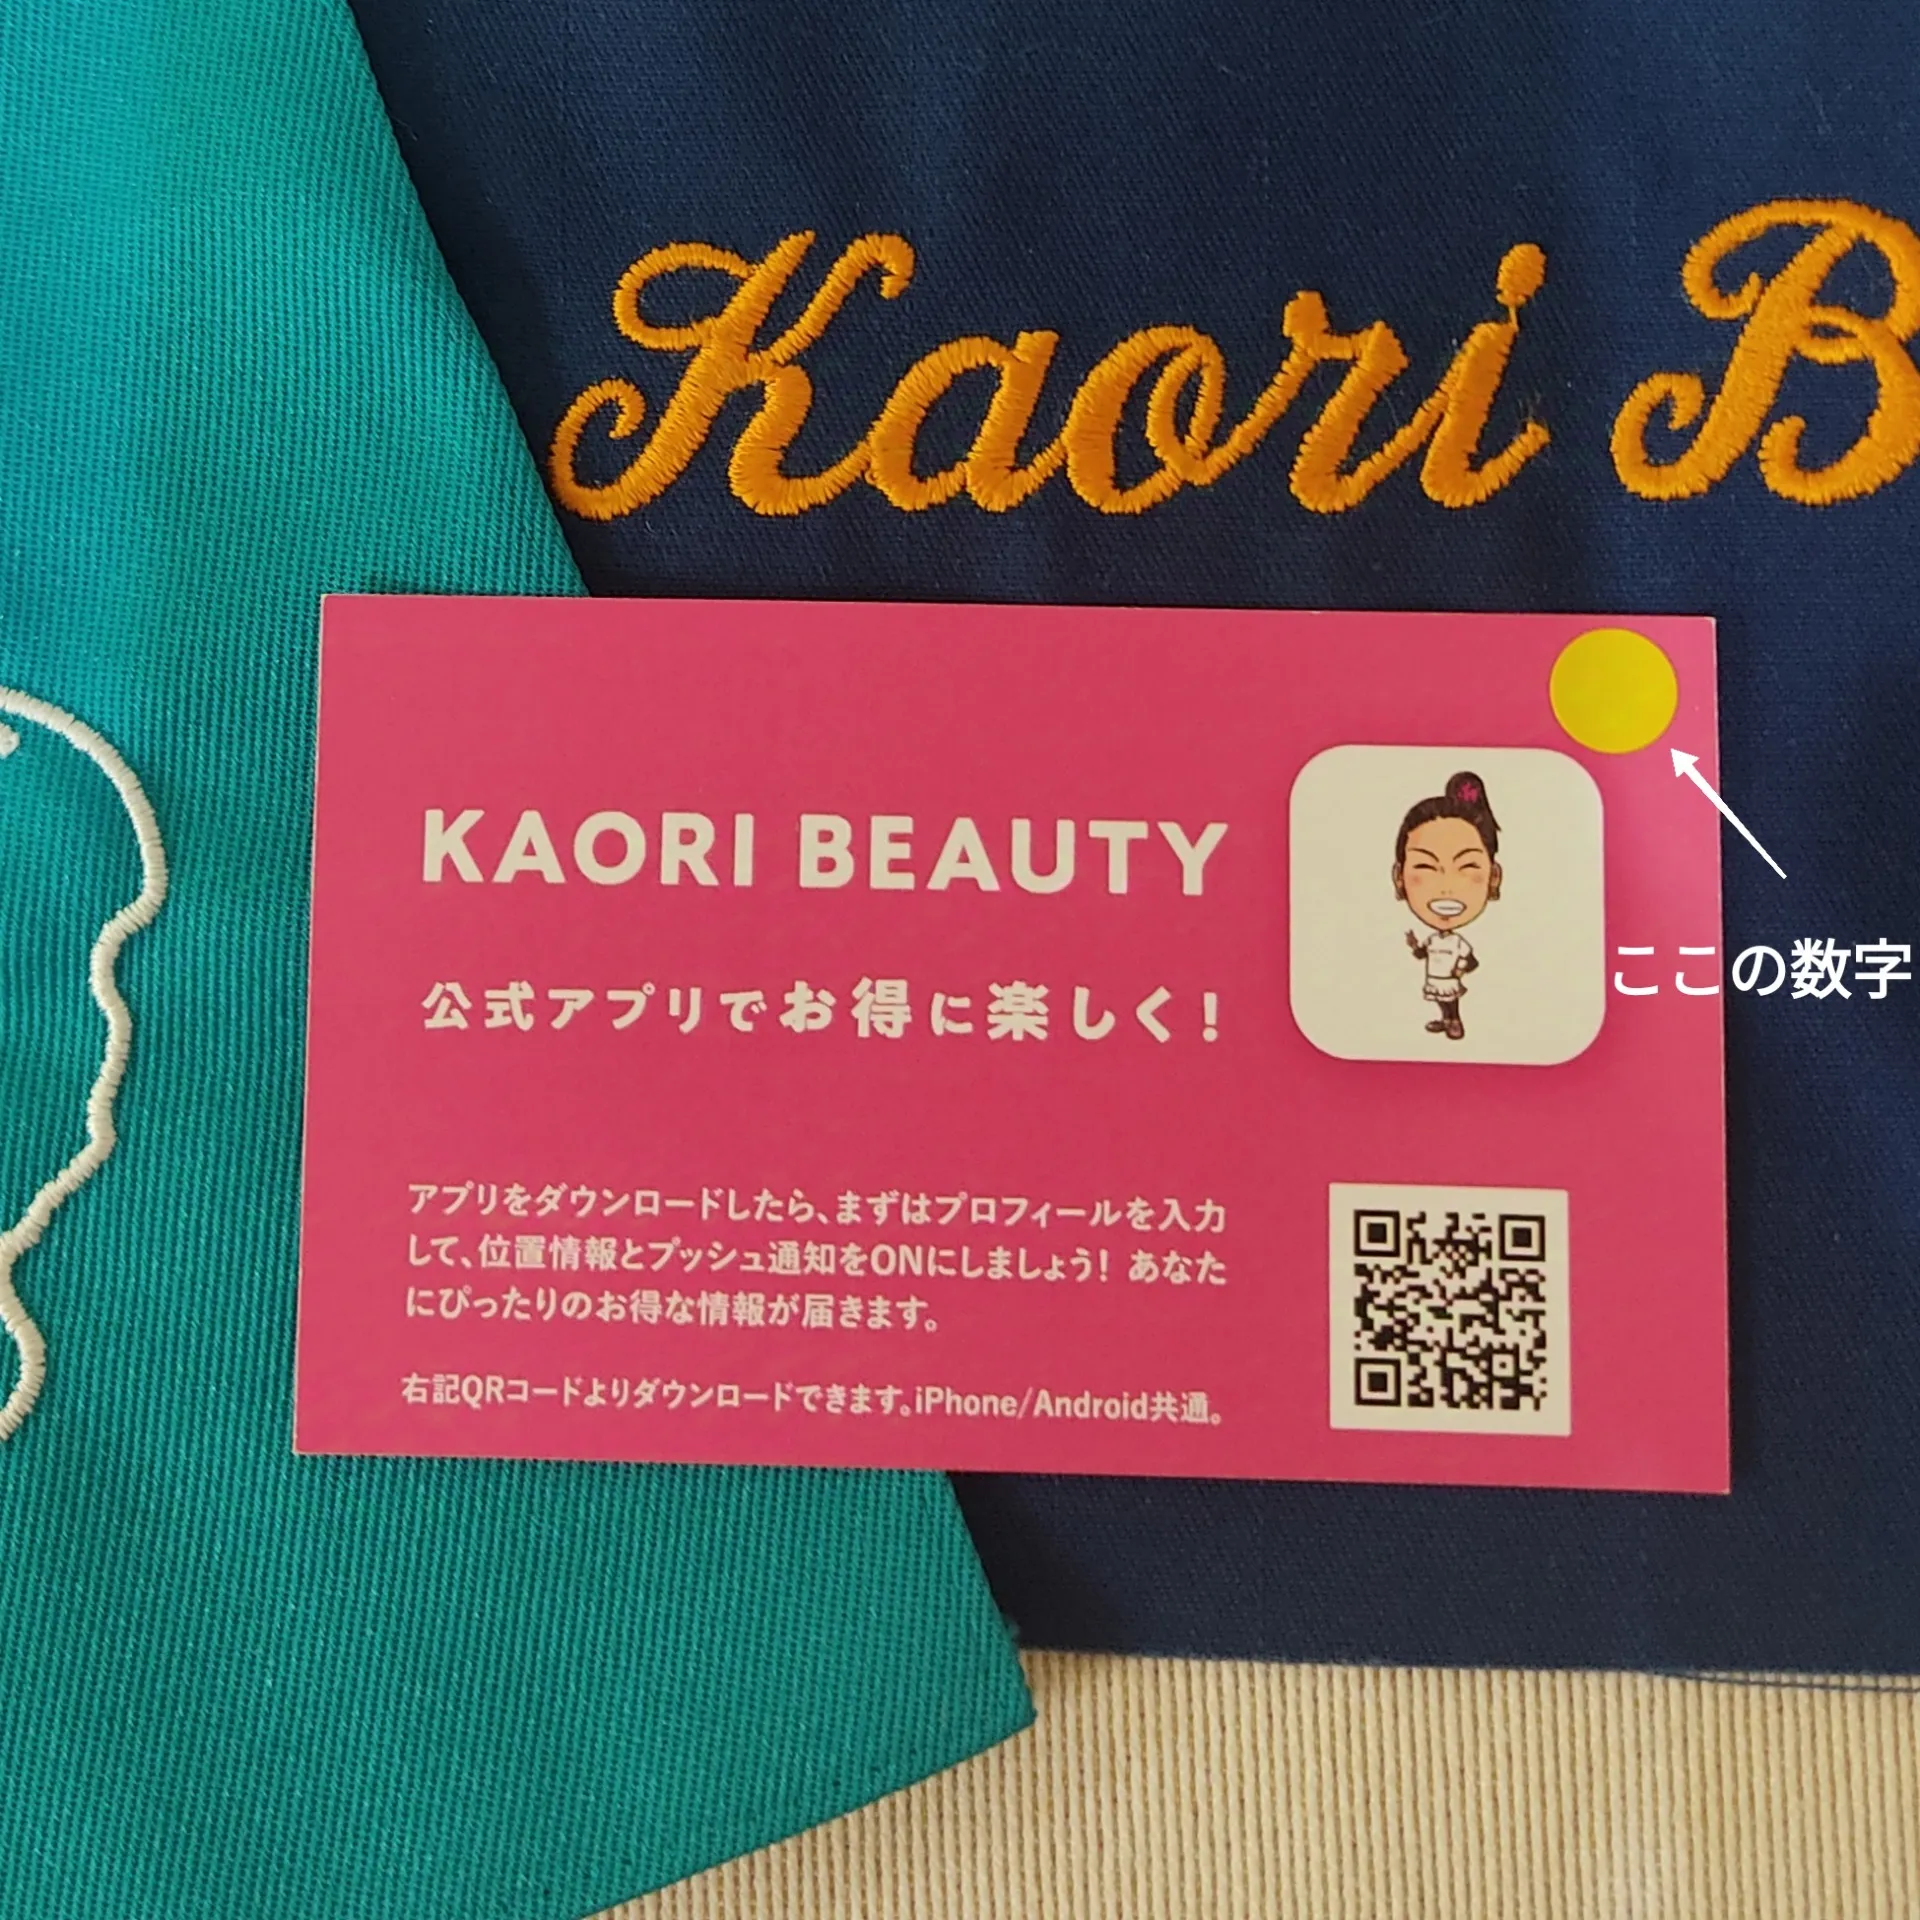 Kaori B
KAORI BEAUTY
公式アプリでお得に楽しく!
ここの数字
アプリをダウンロードしたら、まずはプロフィールを入力
して、位置情報とプッシュ通知をONにしましょう! あなた
にぴったりのお得な情報が届きます。
右記QRコードよりダウンロードできます。iPhone/Android共通。